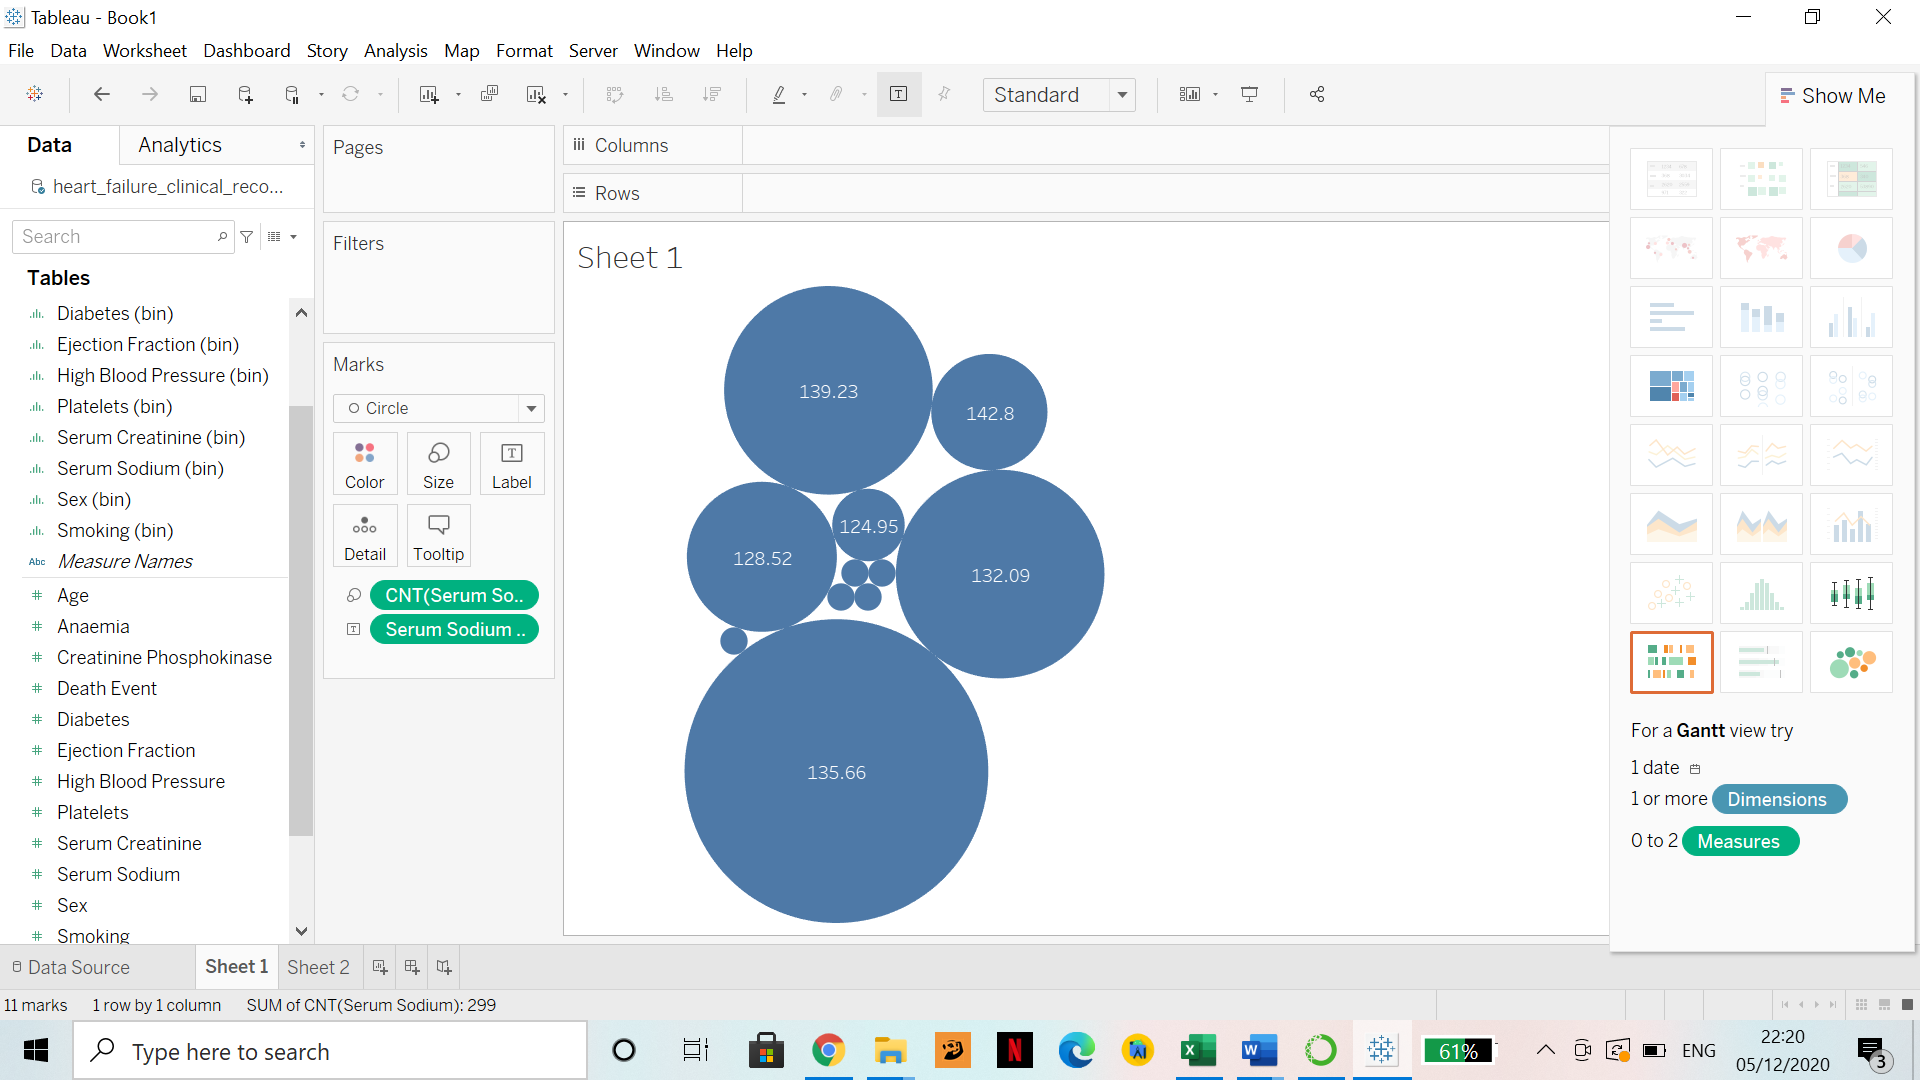 Tableau - Book1
File Data Worksheet Dashboard Story Analysis Map Format Server Window Help
Standard
Show Me
Data
Analytics
heart_failure_clinical_reco...
Search
Tables
Diabetes (bin)
Ejection Fraction (bin)
High Blood Pressure (bin)
Platelets (bin)
Serum Creatinine (bin)
Serum Sodium (bin)
Sex (bin)
Smoking (bin)
Abc Measure Names
# Age
# Anaemia
# Creatinine Phosphokinase
# Death Event
# Diabetes
# Ejection Fraction
# High Blood Pressure
# Platelets
# Serum Creatinine
# Serum Sodium
# Sex
# Smoking
Pages
Filters
Marks
Circle
Color Size Label
Detail Tooltip
CNT(Serum So..
Serum Sodium ..
Columns
Rows
Sheet 1
139.23
142.8
124.95
128.52
132.09
135.66
For a Gantt view try
1 date
1 or more Dimensions
0 to 2 Measures
Data Source
Sheet 1
Sheet 2
11 marks 1 row by 1 column SUM of CNT(Serum Sodium): 299
Type here to search
61%
ENG
22:20
05/12/2020
3